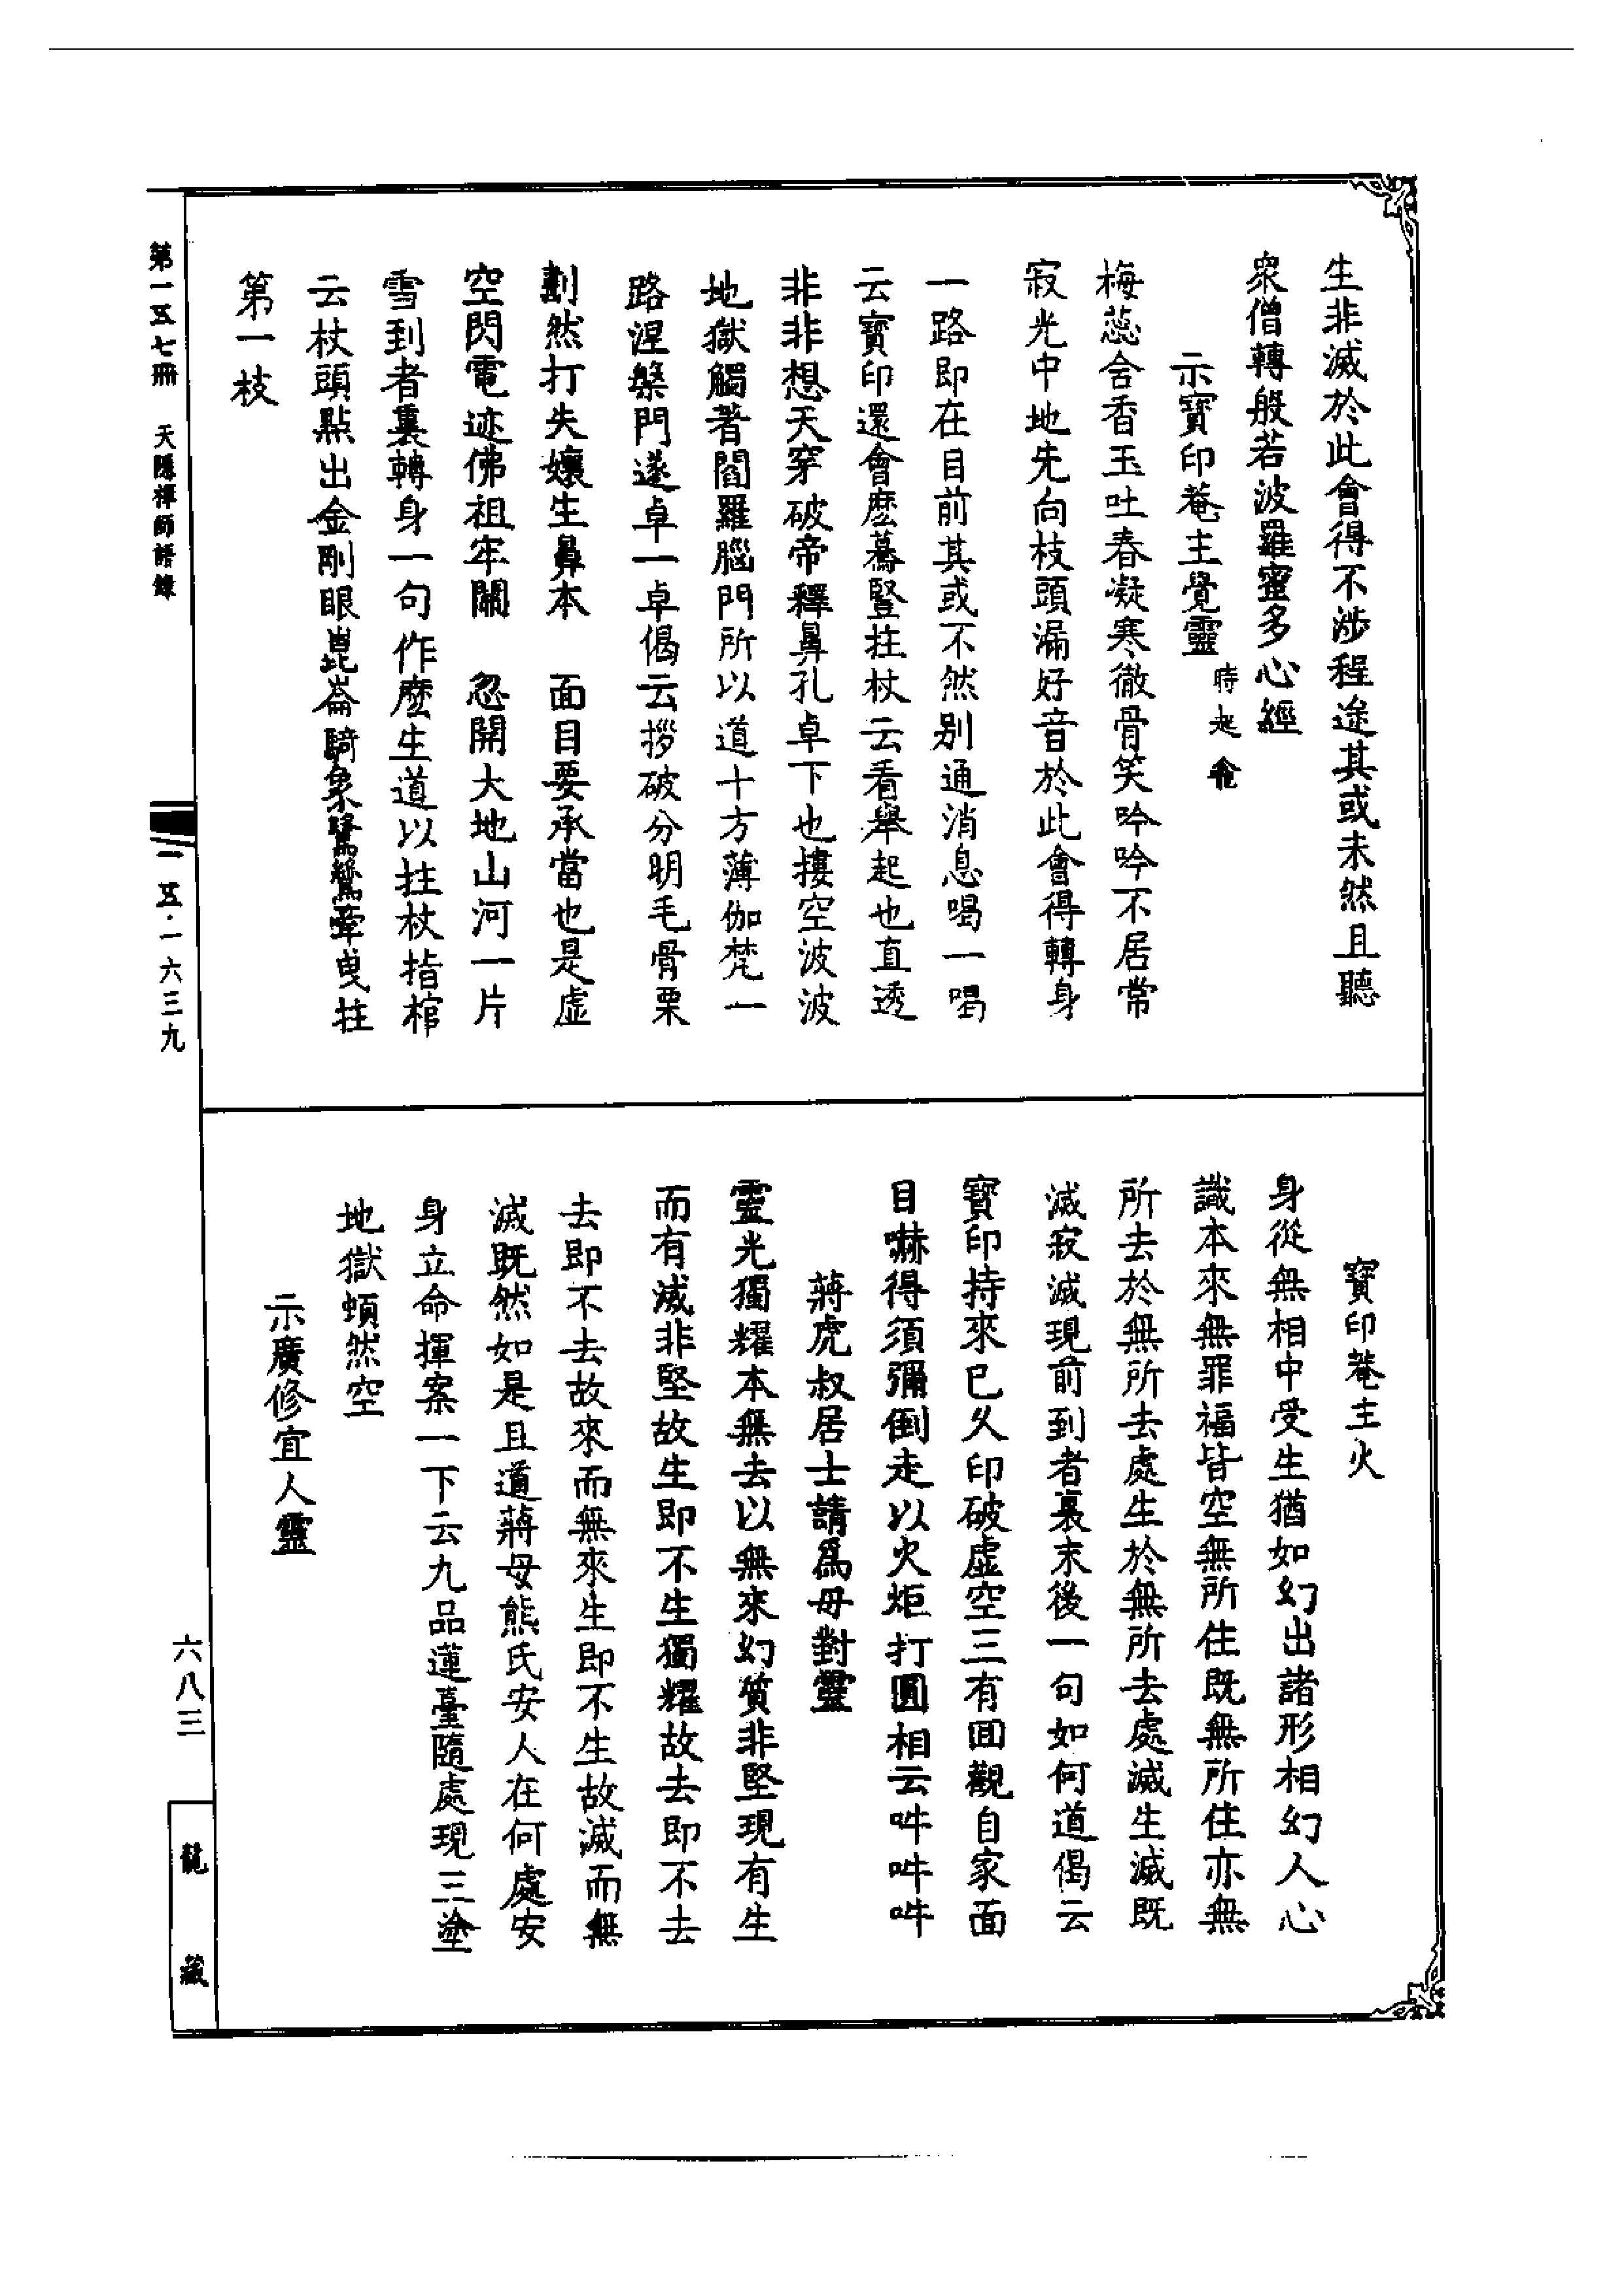 生非滅於此會得不涉程途其或未然且聽
衆僧轉般若波羅蜜多心經
示寶印菴主覺靈時起龕
梅蕊含香玉吐春凝寒徹骨笑吟吟不居常
寂光中地先向枝頭漏好音於此會得轉身
一路即在目前其或不然别通消息喝一喝
云寶印還會麽驀豎拄杖云看舉起也直透
非非想天穿破帝釋鼻孔卓下也摟空波波
地獄觸著閻羅腦門所以道十方薄伽梵一
路涅槃門遂卓一卓偈云拶破分明毛骨栗
劃然打失孃生鼻本 面目要承當也是虚
空閃電迹佛祖牢關 忽開大地山河一片
雪到者裏轉身一句作麽生道以拄杖指棺
云杖頭點出金剛眼崑崙騎象鷺鷥牽曳拄
第一枝
寶印菴主火
身從無相中受生猶如幻出諸形相幻人心
識本來無罪福皆空無所住既無所住亦無
所去於無所去處生於無所去處滅生滅既
滅寂滅現前到者裏末後一句如何道偈云
寶印持來已久印破虚空三有囬觀自家面
目嚇得須彌倒走以火炬打圓相云吽吽吽
蔣虎叔居士請爲母對靈
靈光獨耀本無去以無來幻質非堅現有生
而有滅非堅故生即不生獨耀故去即不去
去即不去故來而無來生即不生故滅而無
滅既然如是且道蔣母熊氏安人在何處安
身立命揮案一下云九品蓮臺隨處現三塗
地獄頓然空
示廣修宜人靈
第一五七冊 天隱禪師語錄
一五·一六三九
六八三
龍藏